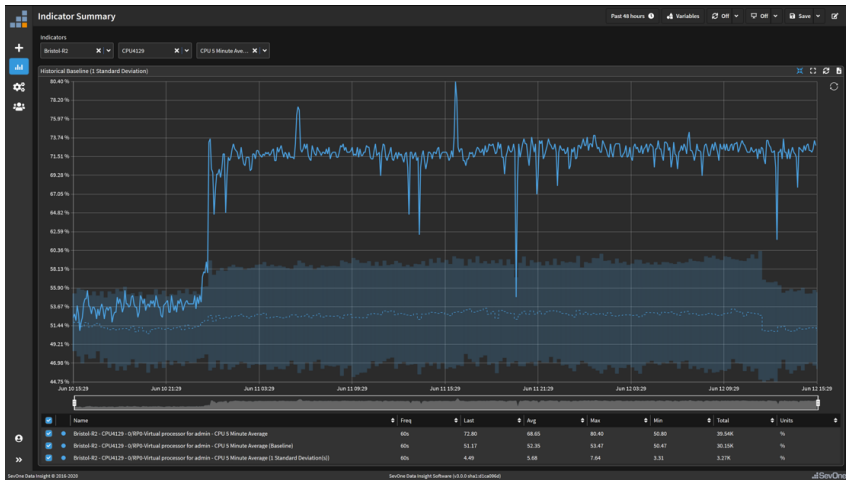 Indicator Summary
Past 48 hours
Variables
Off
Off
Save
Indicators
Bristol-R2
CPU4129
CPU 5 Minute Ave...
Historical Baseline (1 Standard Deviation)
80.40 %
78.20 %
75.97 %
73.74 %
71.51 %
69.28 %
67.05 %
64.82 %
62.59 %
60.36 %
58.13 %
55.90 %
53.67 %
51.44 %
49.21 %
46.98 %
44.75 %
Jun 10 15:29 Jun 10 21:29 Jun 11 03:29 Jun 11 09:29 Jun 11 15:29 Jun 11 21:29 Jun 12 03:29 Jun 12 09:29 Jun 12 15:29
Name Freq Last Avg Max Min Total Units
Bristol-R2 - CPU4129 - 0/RP0-Virtual processor for admin - CPU 5 Minute Average 60s 72.80 68.65 80.40 50.80 39.54K %
Bristol-R2 - CPU4129 - 0/RP0-Virtual processor for admin - CPU 5 Minute Average (Baseline) 60s 51.17 52.35 53.47 50.47 30.15K %
Bristol-R2 - CPU4129 - 0/RP0-Virtual processor for admin - CPU 5 Minute Average (1 Standard Deviation(s)) 60s 4.49 5.68 7.64 3.31 3.27K %
SevOne Data Insight © 2016-2020
SevOne Data Insight Software (v3.0.0 sha1.d1ca096d)
SevOne